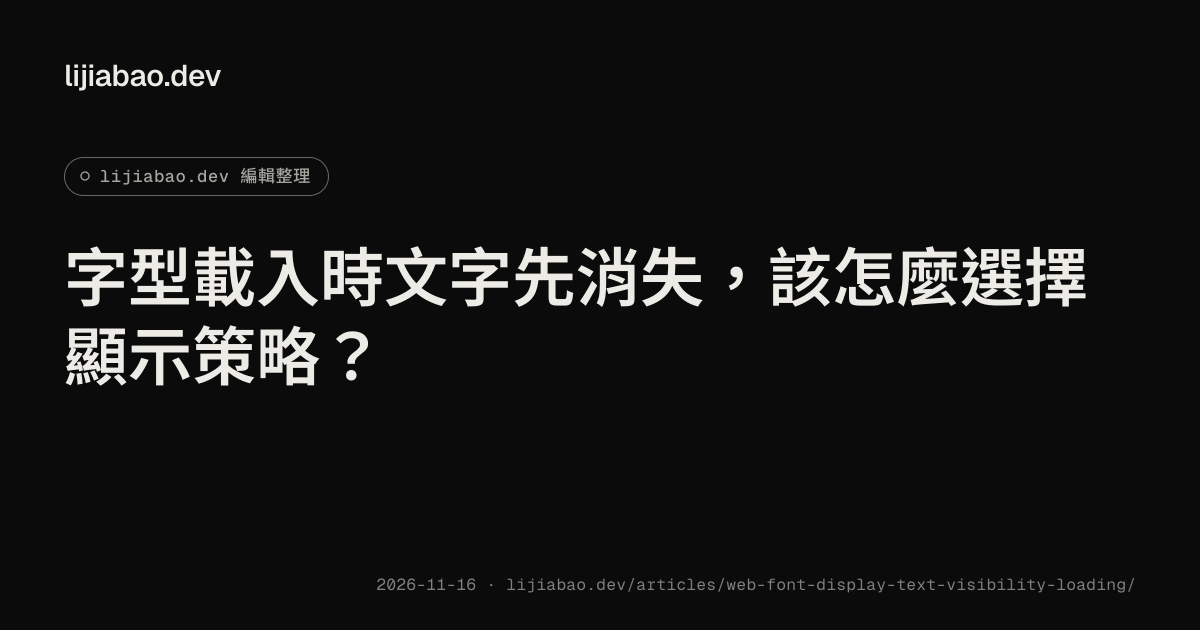 lijiabao.dev
lijiabao.dev 編輯整理
字型載入時文字先消失，該怎麼選擇
顯示策略？
2026-11-16 · lijiabao.dev/articles/web-font-display-text-visibility-loading/